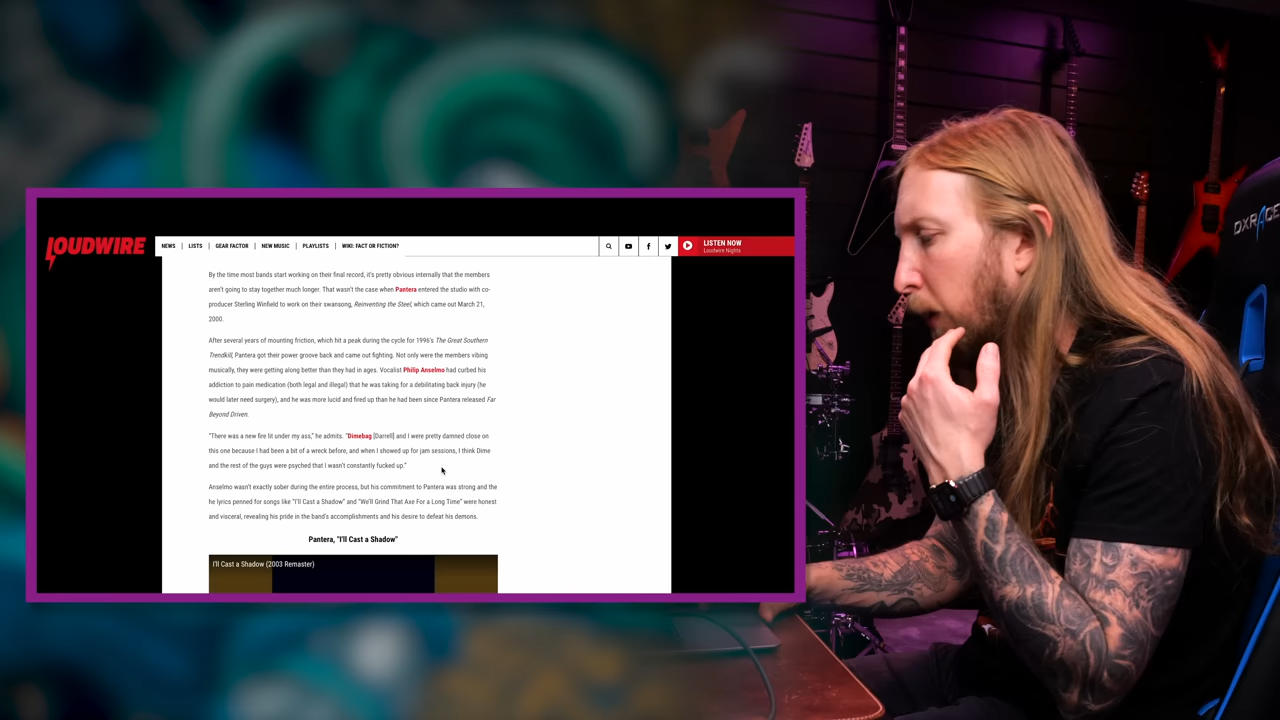 LOUDWIRE
NEWS | LISTS | GEAR FACTOR | NEW MUSIC | PLAYLISTS | WIKI: FACT OR FICTION?
LISTEN NOW
Loudwire Nights
By the time most bands start working on their final record, it's pretty obvious internally that the members
aren't going to stay together much longer. That wasn't the case when Pantera entered the studio with co-
producer Sterling Winfield to work on their swansong, Reinventing the Steel, which came out March 21,
2000.
After several years of mounting friction, which hit a peak during the cycle for 1996's The Great Southern
Trendkill, Pantera got their power groove back and came out fighting. Not only were the members vibing
musically, they were getting along better than they had in ages. Vocalist Philip Anselmo had curbed his
addiction to pain medication (both legal and illegal) that he was taking for a debilitating back injury (he
would later need surgery), and he was more lucid and fired up than he had been since Pantera released Far
Beyond Driven.
"There was a new fire lit under my ass," he admits. "Dimebag [Darrell] and I were pretty damned close on
this one because I had been a bit of a wreck before, and when I showed up for jam sessions, I think Dime
and the rest of the guys were psyched that I wasn't constantly fucked up."
Anselmo wasn't exactly sober during the entire process, but his commitment to Pantera was strong and the
he lyrics penned for songs like "I'll Cast a Shadow" and "We'll Grind That Axe For a Long Time" were honest
and visceral, revealing his pride in the band's accomplishments and his desire to defeat his demons.
Pantera, "I'll Cast a Shadow"
I'll Cast a Shadow (2003 Remaster)
DXRACER